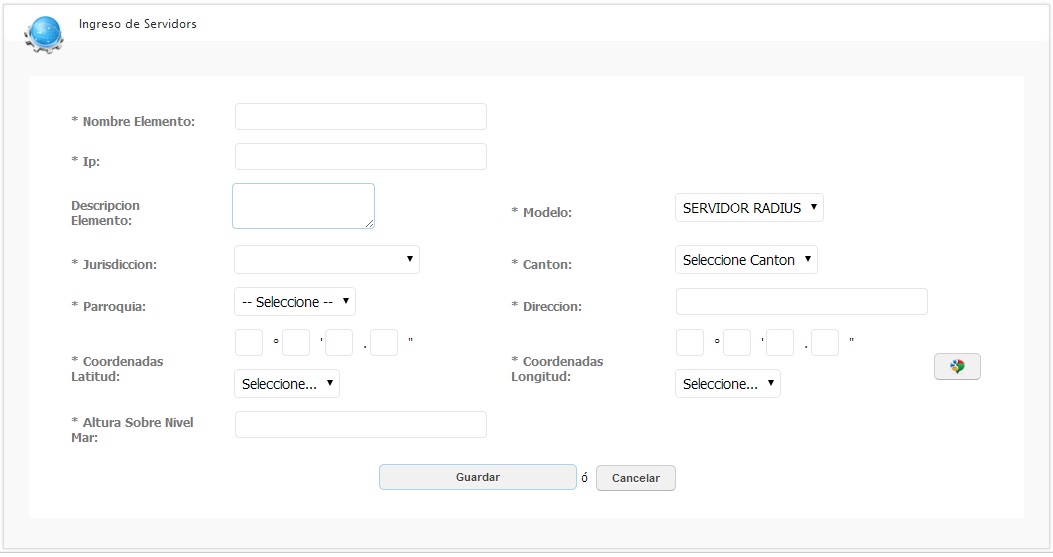 Ingreso de Servidors
* Nombre Elemento:
* Ip:
Descripcion
Elemento:
* Modelo: SERVIDOR RADIUS
* Jurisdiccion:
* Canton: Seleccione Canton
* Parroquia: -- Seleccione --
* Direccion:
* Coordenadas
Latitud:
° ' . "
Seleccione...
* Coordenadas
Longitud:
° ' . "
Seleccione...
* Altura Sobre Nivel
Mar:
Guardar ó Cancelar